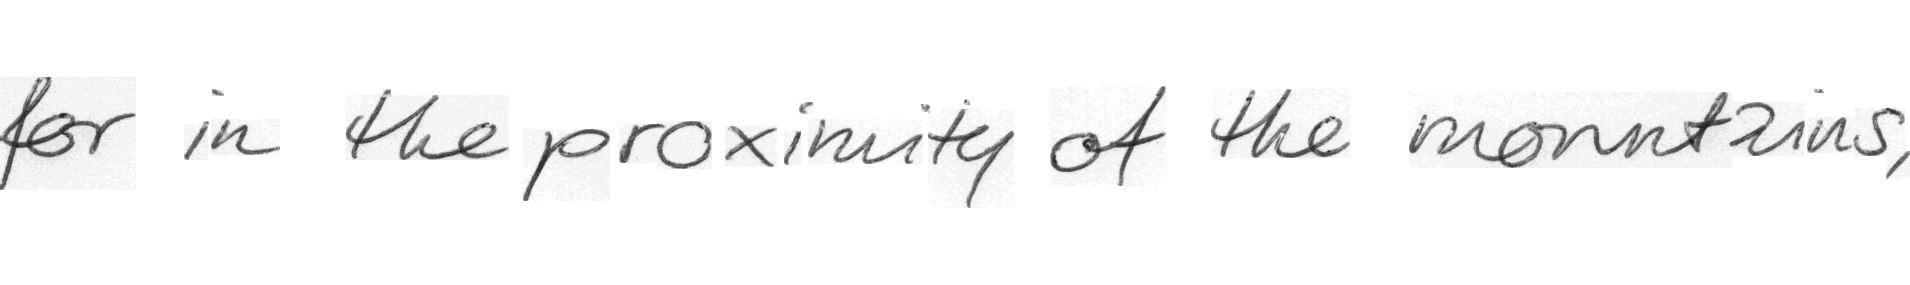 for in the proximity of the mountains,